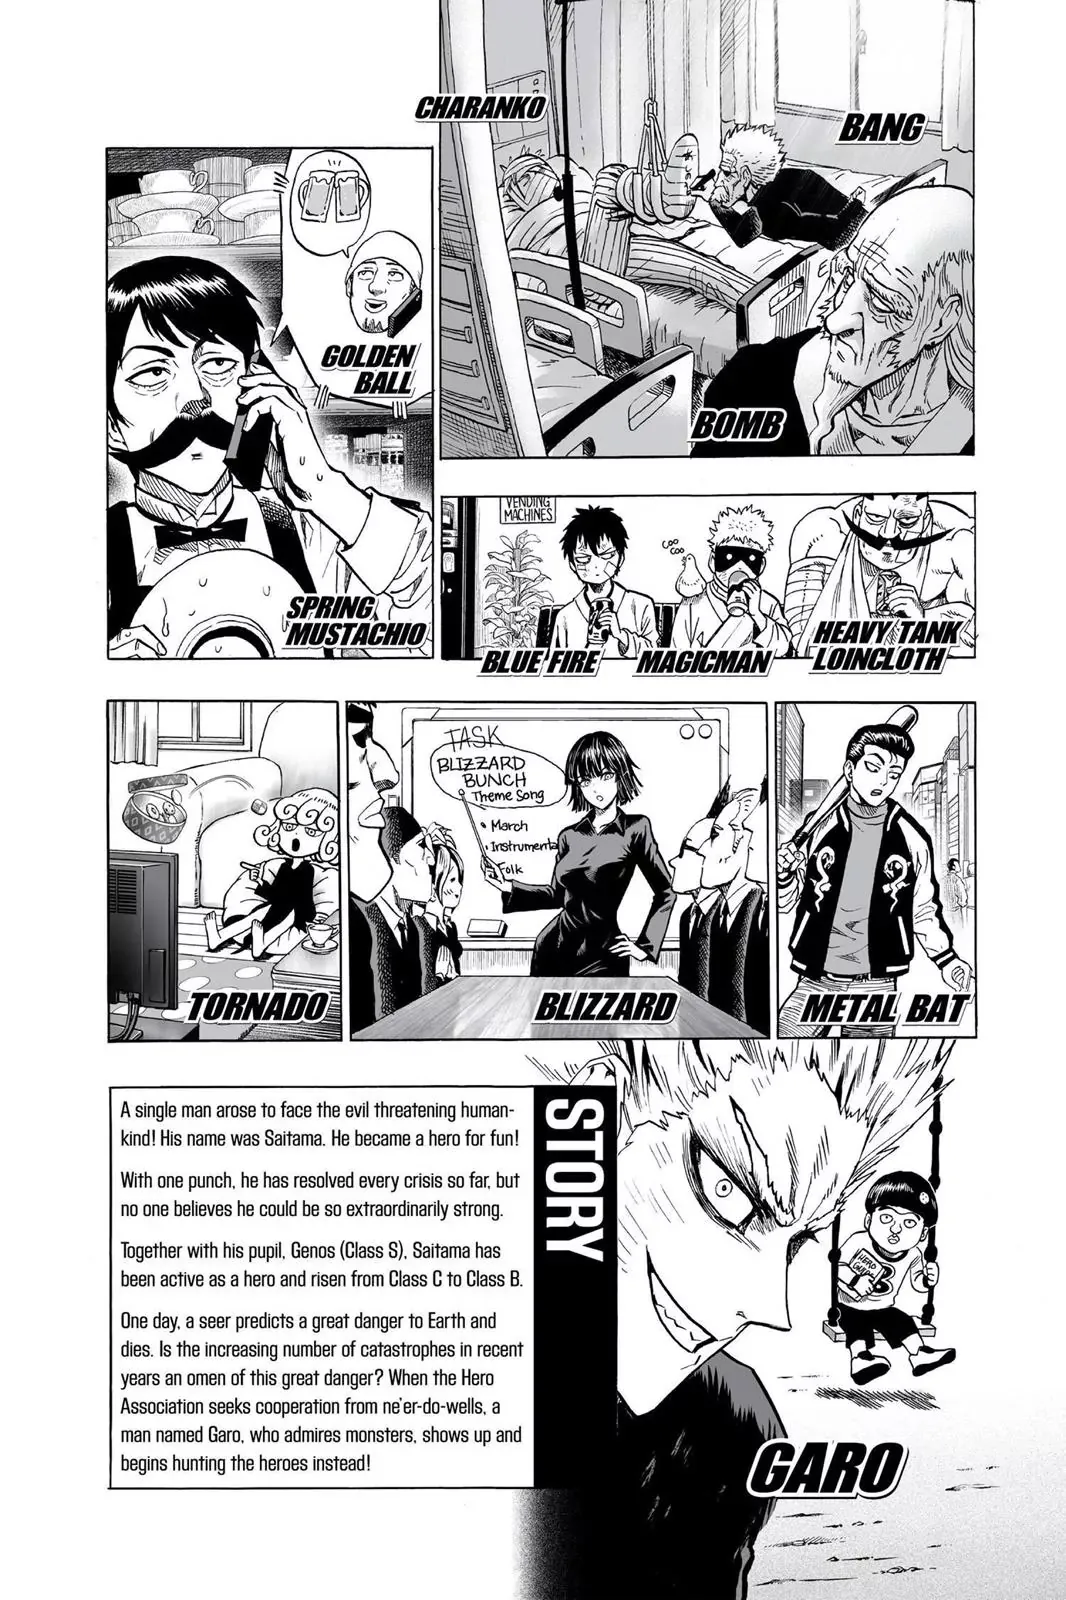 CHARANKO
BANG
BOMB
GOLDEN
BALL
SPRING
MUSTACHIO
VENDING
MACHINES
COO
COO
BLUE FIRE
MAGICMAN
HEAVY TANK
LOINCLOTH
TORNADO
TASK
BLIZZARD
BUNCH
Theme Song
• March
• Instrumental
Folk
BLIZZARD
METAL BAT
STORY
A single man arose to face the evil threatening human-
kind! His name was Saitama. He became a hero for fun!
With one punch, he has resolved every crisis so far, but
no one believes he could be so extraordinarily strong.
Together with his pupil, Genos (Class S), Saitama has
been active as a hero and risen from Class C to Class B.
One day, a seer predicts a great danger to Earth and
dies. Is the increasing number of catastrophes in recent
years an omen of this great danger? When the Hero
Association seeks cooperation from ne'er-do-wells, a
man named Garo, who admires monsters, shows up and
begins hunting the heroes instead!
HERO
GUIDE
B
GARO